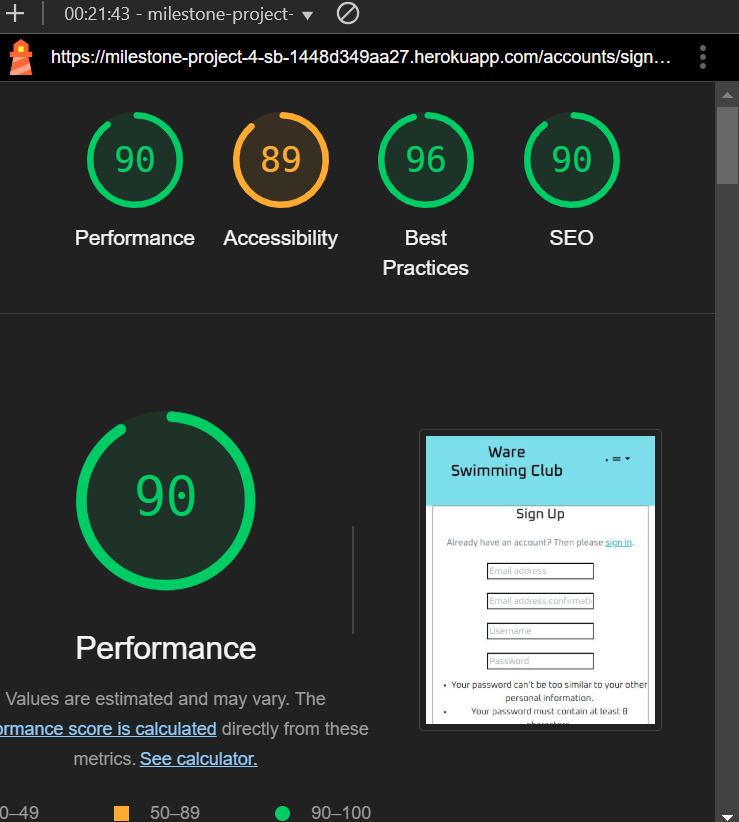 00:21:43 - milestone-project-
https://milestone-project-4-sb-1448d349aa27.herokuapp.com/accounts/sign…
90 89 96 90
Performance Accessibility Best Practices SEO
90
Performance
Values are estimated and may vary. The
ormance score is calculated directly from these
metrics. See calculator.
0–49 50–89 90–100
Ware
Swimming Club
Sign Up
Already have an account? Then please sign in.
Email address
Email address confirmati
Username
Password
• Your password can't be too similar to your other
personal information.
• Your password must contain at least 8
characters.